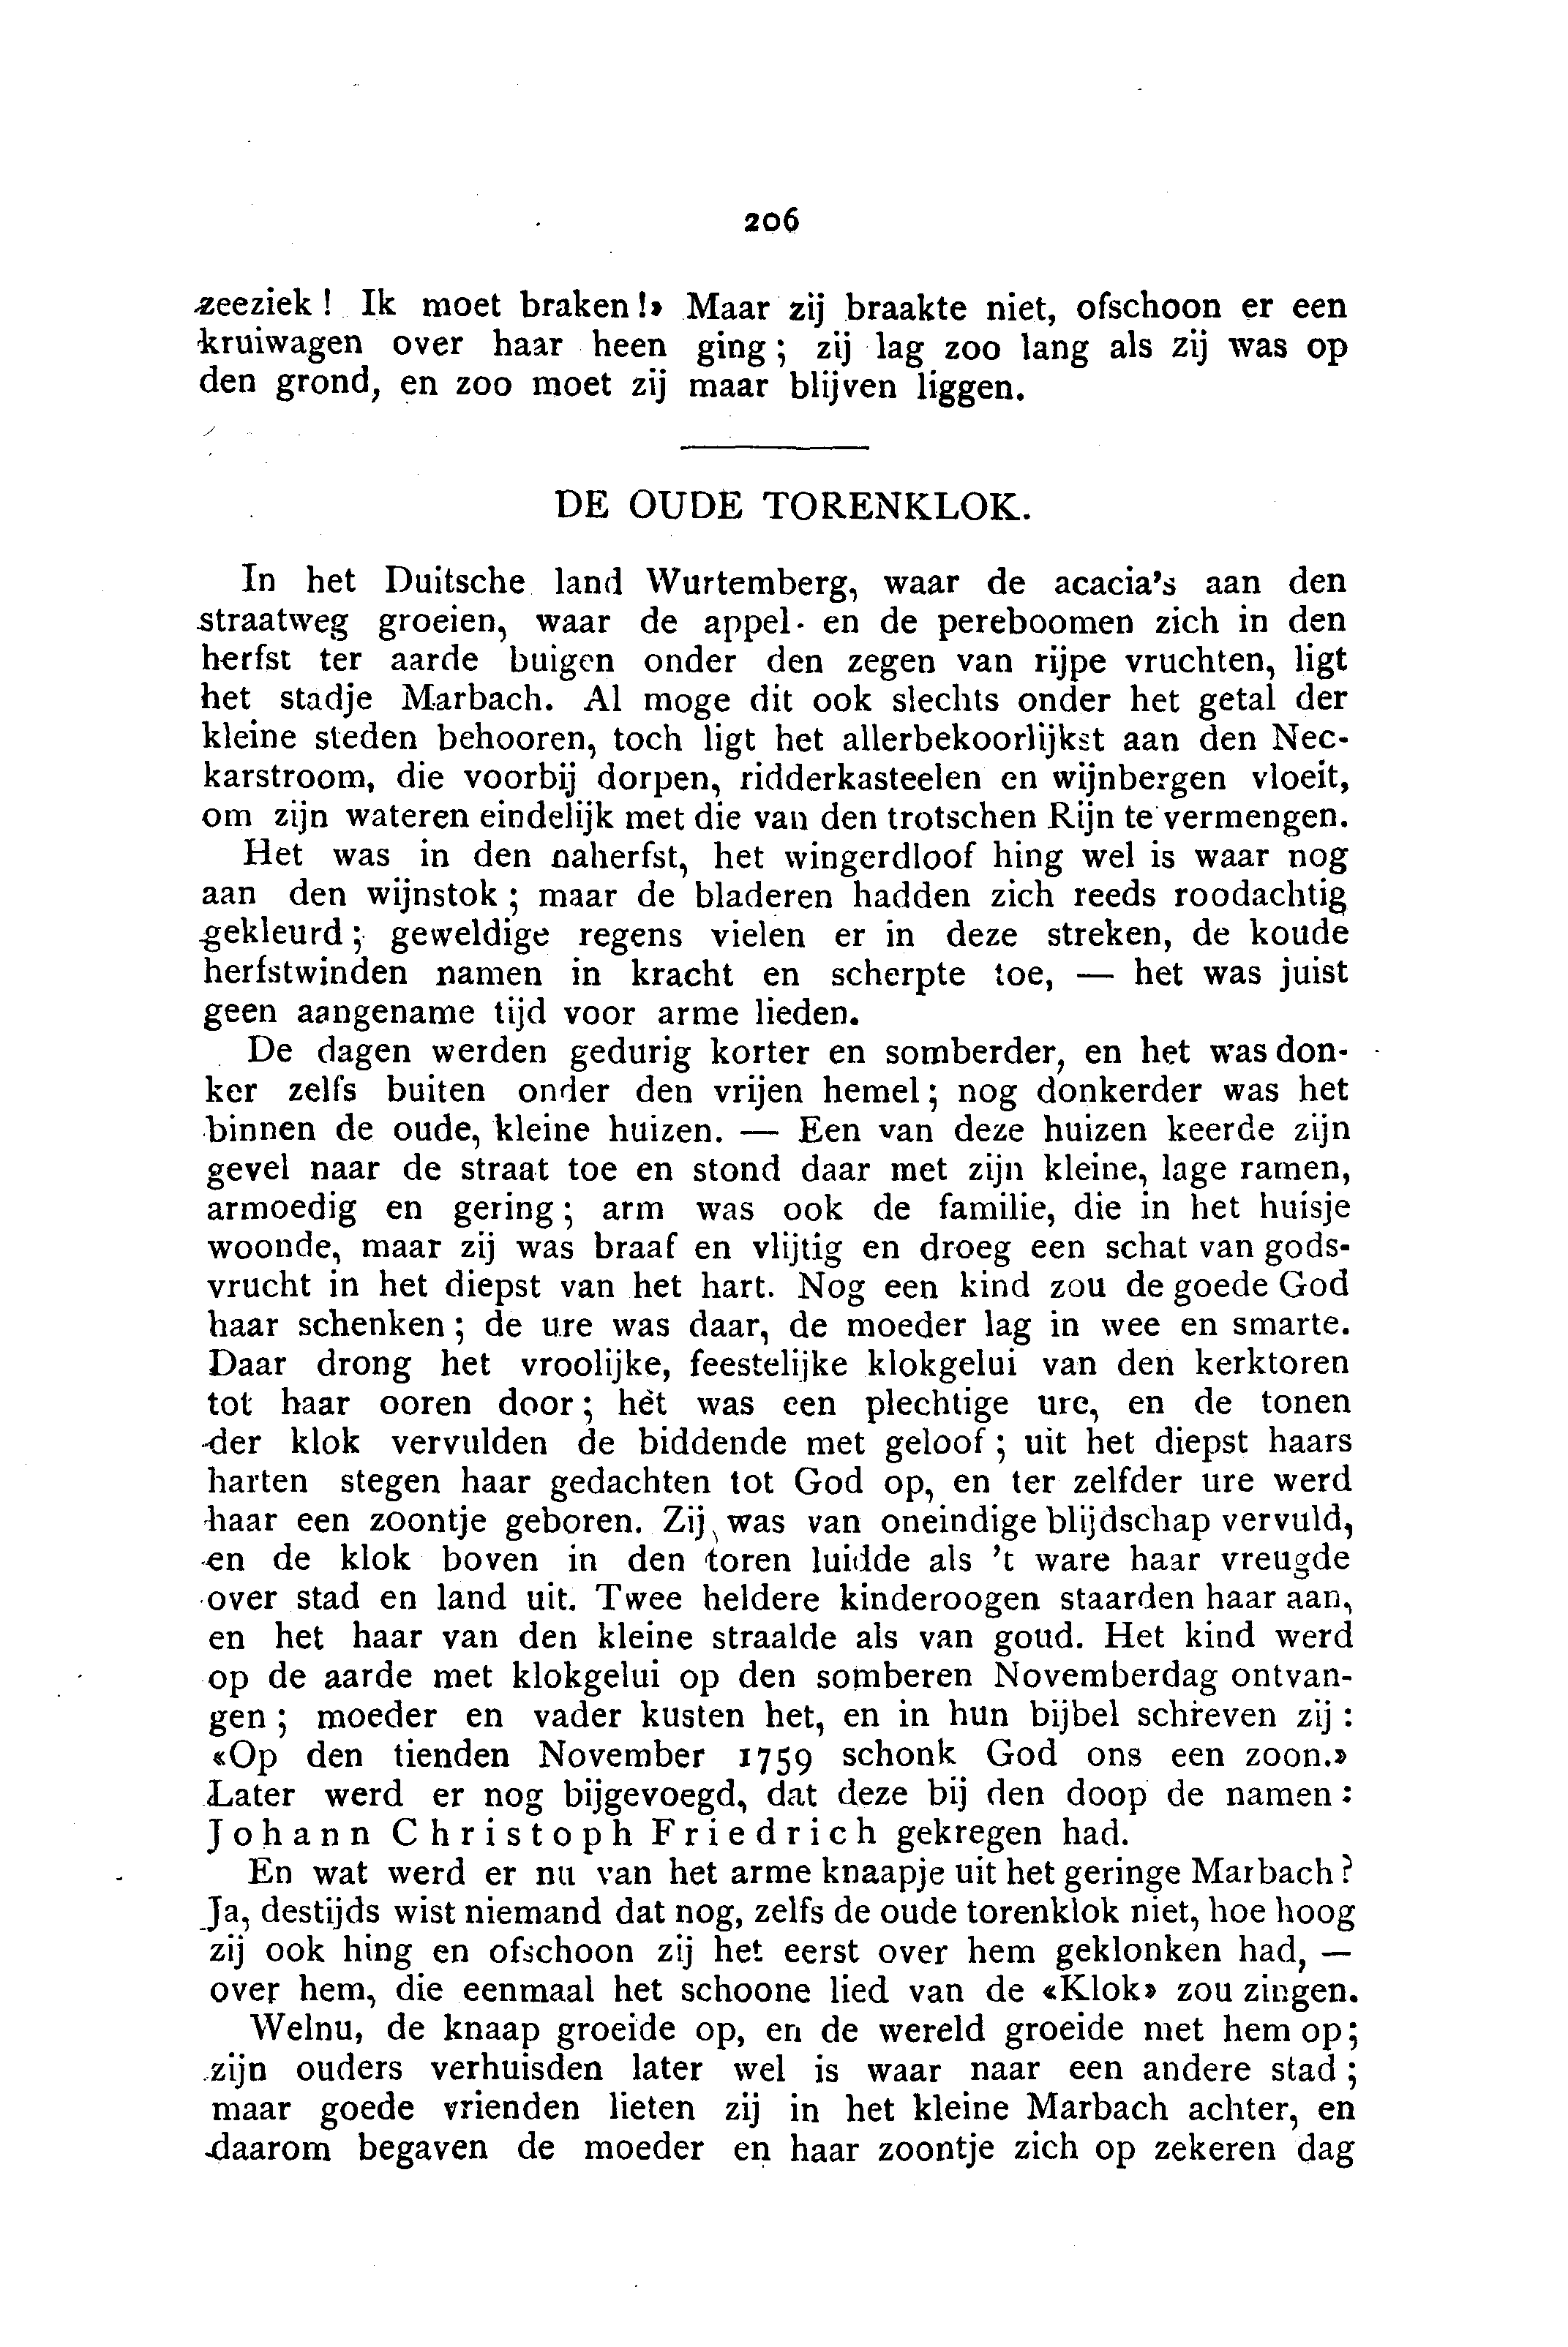 206
zeeziek! Ik moet braken!» Maar zij braakte niet, ofschoon er een
kruiwagen over haar heen ging; zij lag zoo lang als zij was op
den grond, en zoo moet zij maar blijven liggen.
DE OUDE TORENKLOK.
In het Duitsche land Wurtemberg, waar de acacia's aan den
straatweg groeien, waar de appel- en de pereboomen zich in den
herfst ter aarde buigen onder den zegen van rijpe vruchten, ligt
het stadje Marbach. Al moge dit ook slechts onder het getal der
kleine steden behooren, toch ligt het allerbekoorlijkst aan den Nec-
karstroom, die voorbij dorpen, ridderkasteelen en wijnbergen vloeit,
om zijn wateren eindelijk met die van den trotschen Rijn te vermengen.
Het was in den naherfst, het wingerdloof hing wel is waar nog
aan den wijnstok; maar de bladeren hadden zich reeds roodachtig
gekleurd; geweldige regens vielen er in deze streken, de koude
herfstwinden namen in kracht en scherpte toe, — het was juist
geen aangename tijd voor arme lieden.
De dagen werden gedurig korter en somberder, en het was don-
ker zelfs buiten onder den vrijen hemel; nog donkerder was het
binnen de oude, kleine huizen. — Een van deze huizen keerde zijn
gevel naar de straat toe en stond daar met zijn kleine, lage ramen,
armoedig en gering; arm was ook de familie, die in het huisje
woonde, maar zij was braaf en vlijtig en droeg een schat van gods-
vrucht in het diepst van het hart. Nog een kind zou de goede God
haar schenken; de ure was daar, de moeder lag in wee en smarte.
Daar drong het vroolijke, feestelijke klokgelui van den kerktoren
tot haar ooren door; hét was een plechtige ure, en de tonen
der klok vervulden de biddende met geloof; uit het diepst haars
harten stegen haar gedachten tot God op, en ter zelfder ure werd
haar een zoontje geboren. Zij was van oneindige blijdschap vervuld,
en de klok boven in den toren luidde als 't ware haar vreugde
over stad en land uit. Twee heldere kinderoogen staarden haar aan,
en het haar van den kleine straalde als van goud. Het kind werd
op de aarde met klokgelui op den somberen Novemberdag ontvan-
gen; moeder en vader kusten het, en in hun bijbel schreven zij:
«Op den tienden November 1759 schonk God ons een zoon.»
Later werd er nog bijgevoegd, dat deze bij den doop de namen:
Johann Christoph Friedrich gekregen had.
En wat werd er nu van het arme knaapje uit het geringe Marbach?
Ja, destijds wist niemand dat nog, zelfs de oude torenklok niet, hoe hoog
zij ook hing en ofschoon zij het eerst over hem geklonken had, —
over hem, die eenmaal het schoone lied van de «Klok» zou zingen.
Welnu, de knaap groeide op, en de wereld groeide met hem op;
zijn ouders verhuisden later wel is waar naar een andere stad;
maar goede vrienden lieten zij in het kleine Marbach achter, en
daarom begaven de moeder en haar zoontje zich op zekeren dag